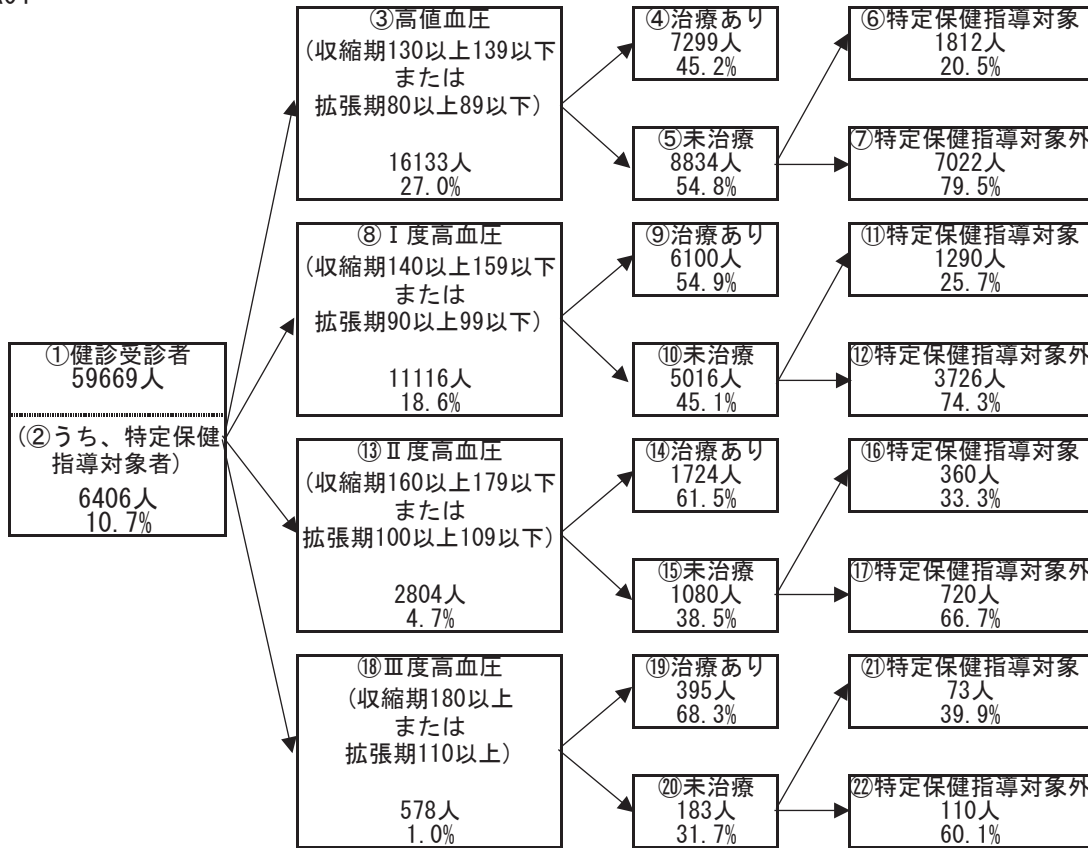 ①健診受診者
59669人
(②うち、特定保健
指導対象者)
6406人
10.7%
③高値血圧
(収縮期130以上139以下
または
拡張期80以上89以下)
16133人
27.0%
④治療あり
7299人
45.2%
⑤未治療
8834人
54.8%
⑥特定保健指導対象
1812人
20.5%
⑦特定保健指導対象外
7022人
79.5%
⑧Ⅰ度高血圧
(収縮期140以上159以下
または
拡張期90以上99以下)
11116人
18.6%
⑨治療あり
6100人
54.9%
⑩未治療
5016人
45.1%
⑪特定保健指導対象
1290人
25.7%
⑫特定保健指導対象外
3726人
74.3%
⑬Ⅱ度高血圧
(収縮期160以上179以下
または
拡張期100以上109以下)
2804人
4.7%
⑭治療あり
1724人
61.5%
⑮未治療
1080人
38.5%
⑯特定保健指導対象
360人
33.3%
⑰特定保健指導対象外
720人
66.7%
⑱Ⅲ度高血圧
(収縮期180以上
または
拡張期110以上)
578人
1.0%
⑲治療あり
395人
68.3%
⑳未治療
183人
31.7%
㉑特定保健指導対象
73人
39.9%
㉒特定保健指導対象外
110人
60.1%